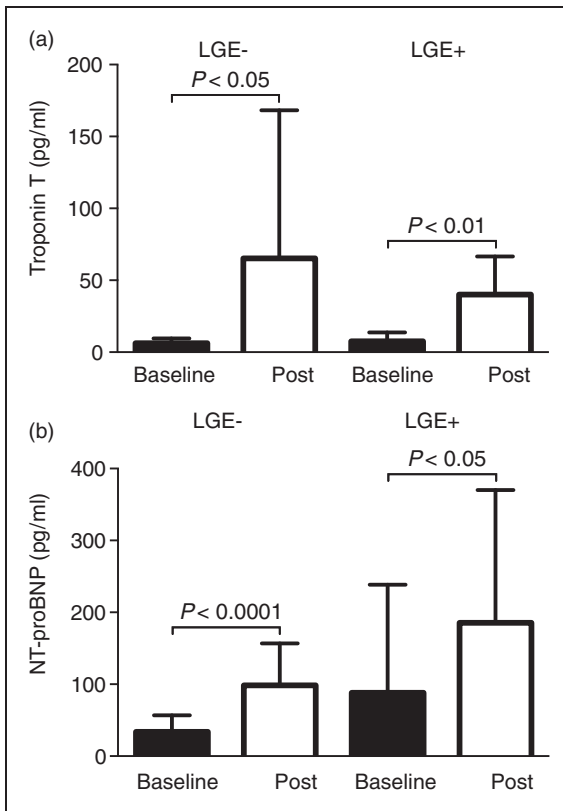 (a)
LGE- LGE+
Troponin T (pg/ml)
200
150
100
50
0
P < 0.05
P < 0.01
Baseline Post Baseline Post
(b)
LGE- LGE+
NT-proBNP (pg/ml)
400
300
200
100
0
P < 0.05
P < 0.0001
Baseline Post Baseline Post